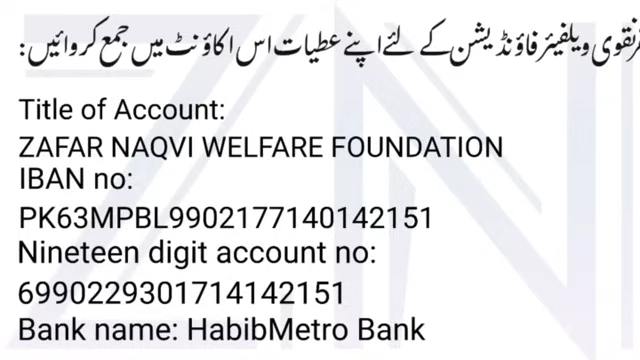 نقوی ویلفیئر فاؤنڈیشن کے لئے اپنے عطیات اس اکاؤنٹ میں جمع کروائیں:
Title of Account:
ZAFAR NAQVI WELFARE FOUNDATION
IBAN no:
PK63MPBL9902177140142151
Nineteen digit account no:
6990229301714142151
Bank name: HabibMetro Bank